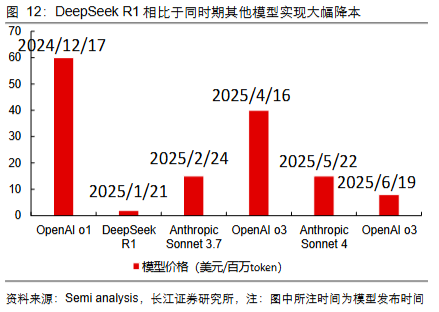 图 12：DeepSeek R1 相比于同时期其他模型实现大幅降本
70
60
50
40
30
20
10
0
2024/12/17
2025/1/21
2025/2/24
2025/4/16
2025/5/22
2025/6/19
OpenAI o1
DeepSeek R1
Anthropic Sonnet 3.7
OpenAI o3
Anthropic Sonnet 4
OpenAI o3
模型价格（美元/百万token）
资料来源：Semi analysis，长江证券研究所，注：图中所注时间为模型发布时间